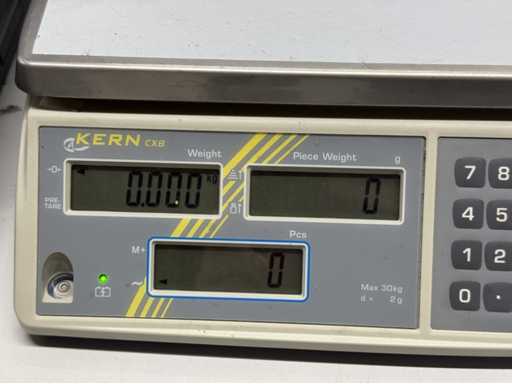 KERN CXB
Weight
Piece Weight g
-0-
0.000 kg
0
PRE-
TARE
Pcs
M+
0
~
Max 30kg
d = 2g
7 8
4 5
1 2
0 .